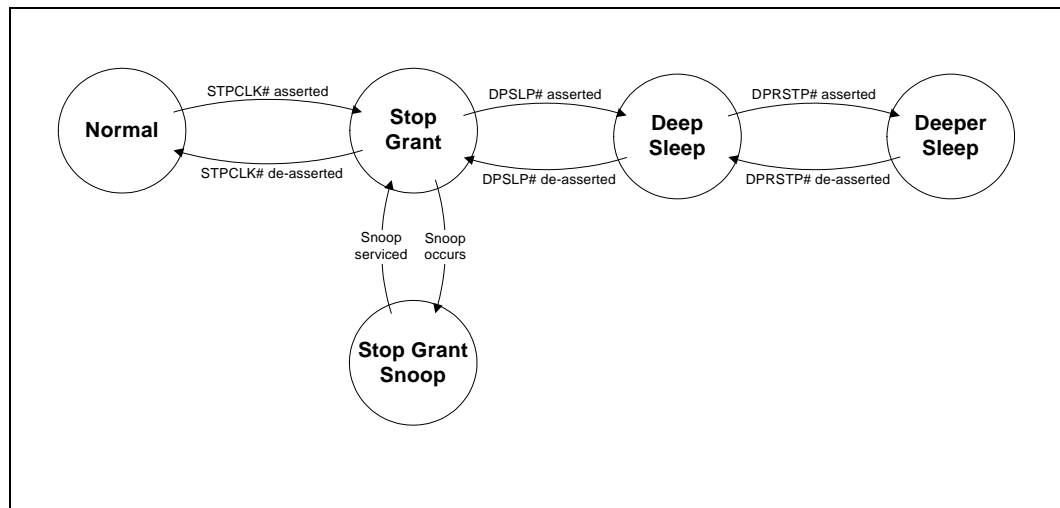 STPCLK# asserted
DPSLP# asserted
DPRSTP# asserted
Normal
Stop
Grant
Deep
Sleep
Deeper
Sleep
STPCLK# de-asserted
DPSLP# de-asserted
DPRSTP# de-asserted
Snoop
serviced
Snoop
occurs
Stop Grant
Snoop